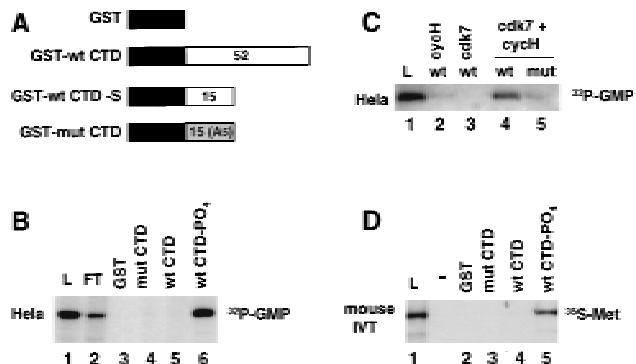 A
GST
GST-wt CTD
52
GST-wt CTD -S
15
GST-mut CTD
15 (As)
B
L FT GST mut CTD wt CTD wt CTD-PO4
Hela
32P-GMP
1 2 3 4 5 6
C
cdk7 +
cycH
cycH cdk7
L wt wt wt mut
Hela
32P-GMP
1 2 3 4 5
D
L - GST mut CTD wt CTD wt CTD-PO4
mouse
IVT
35S-Met
1 2 3 4 5